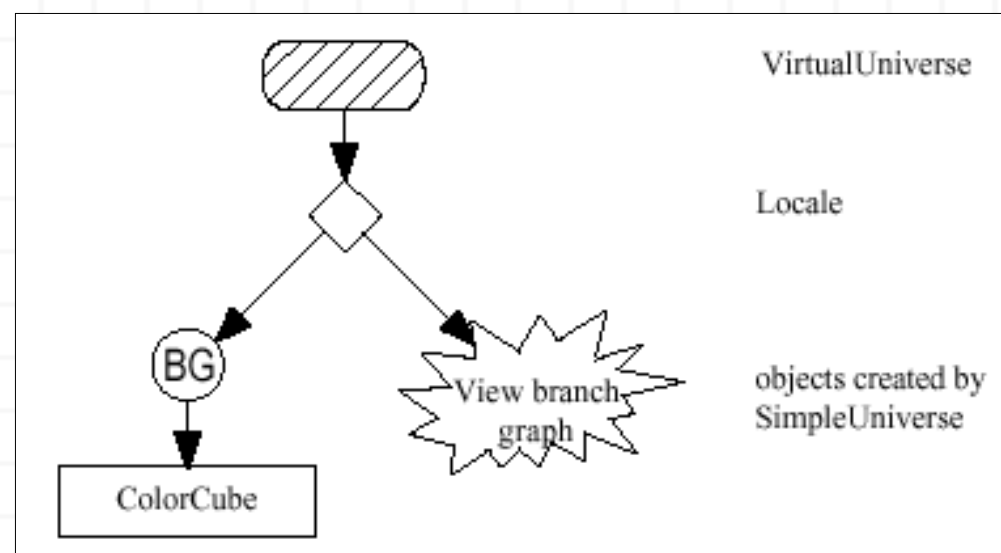 VirtualUniverse
Locale
BG
View branch
graph
objects created by
SimpleUniverse
ColorCube